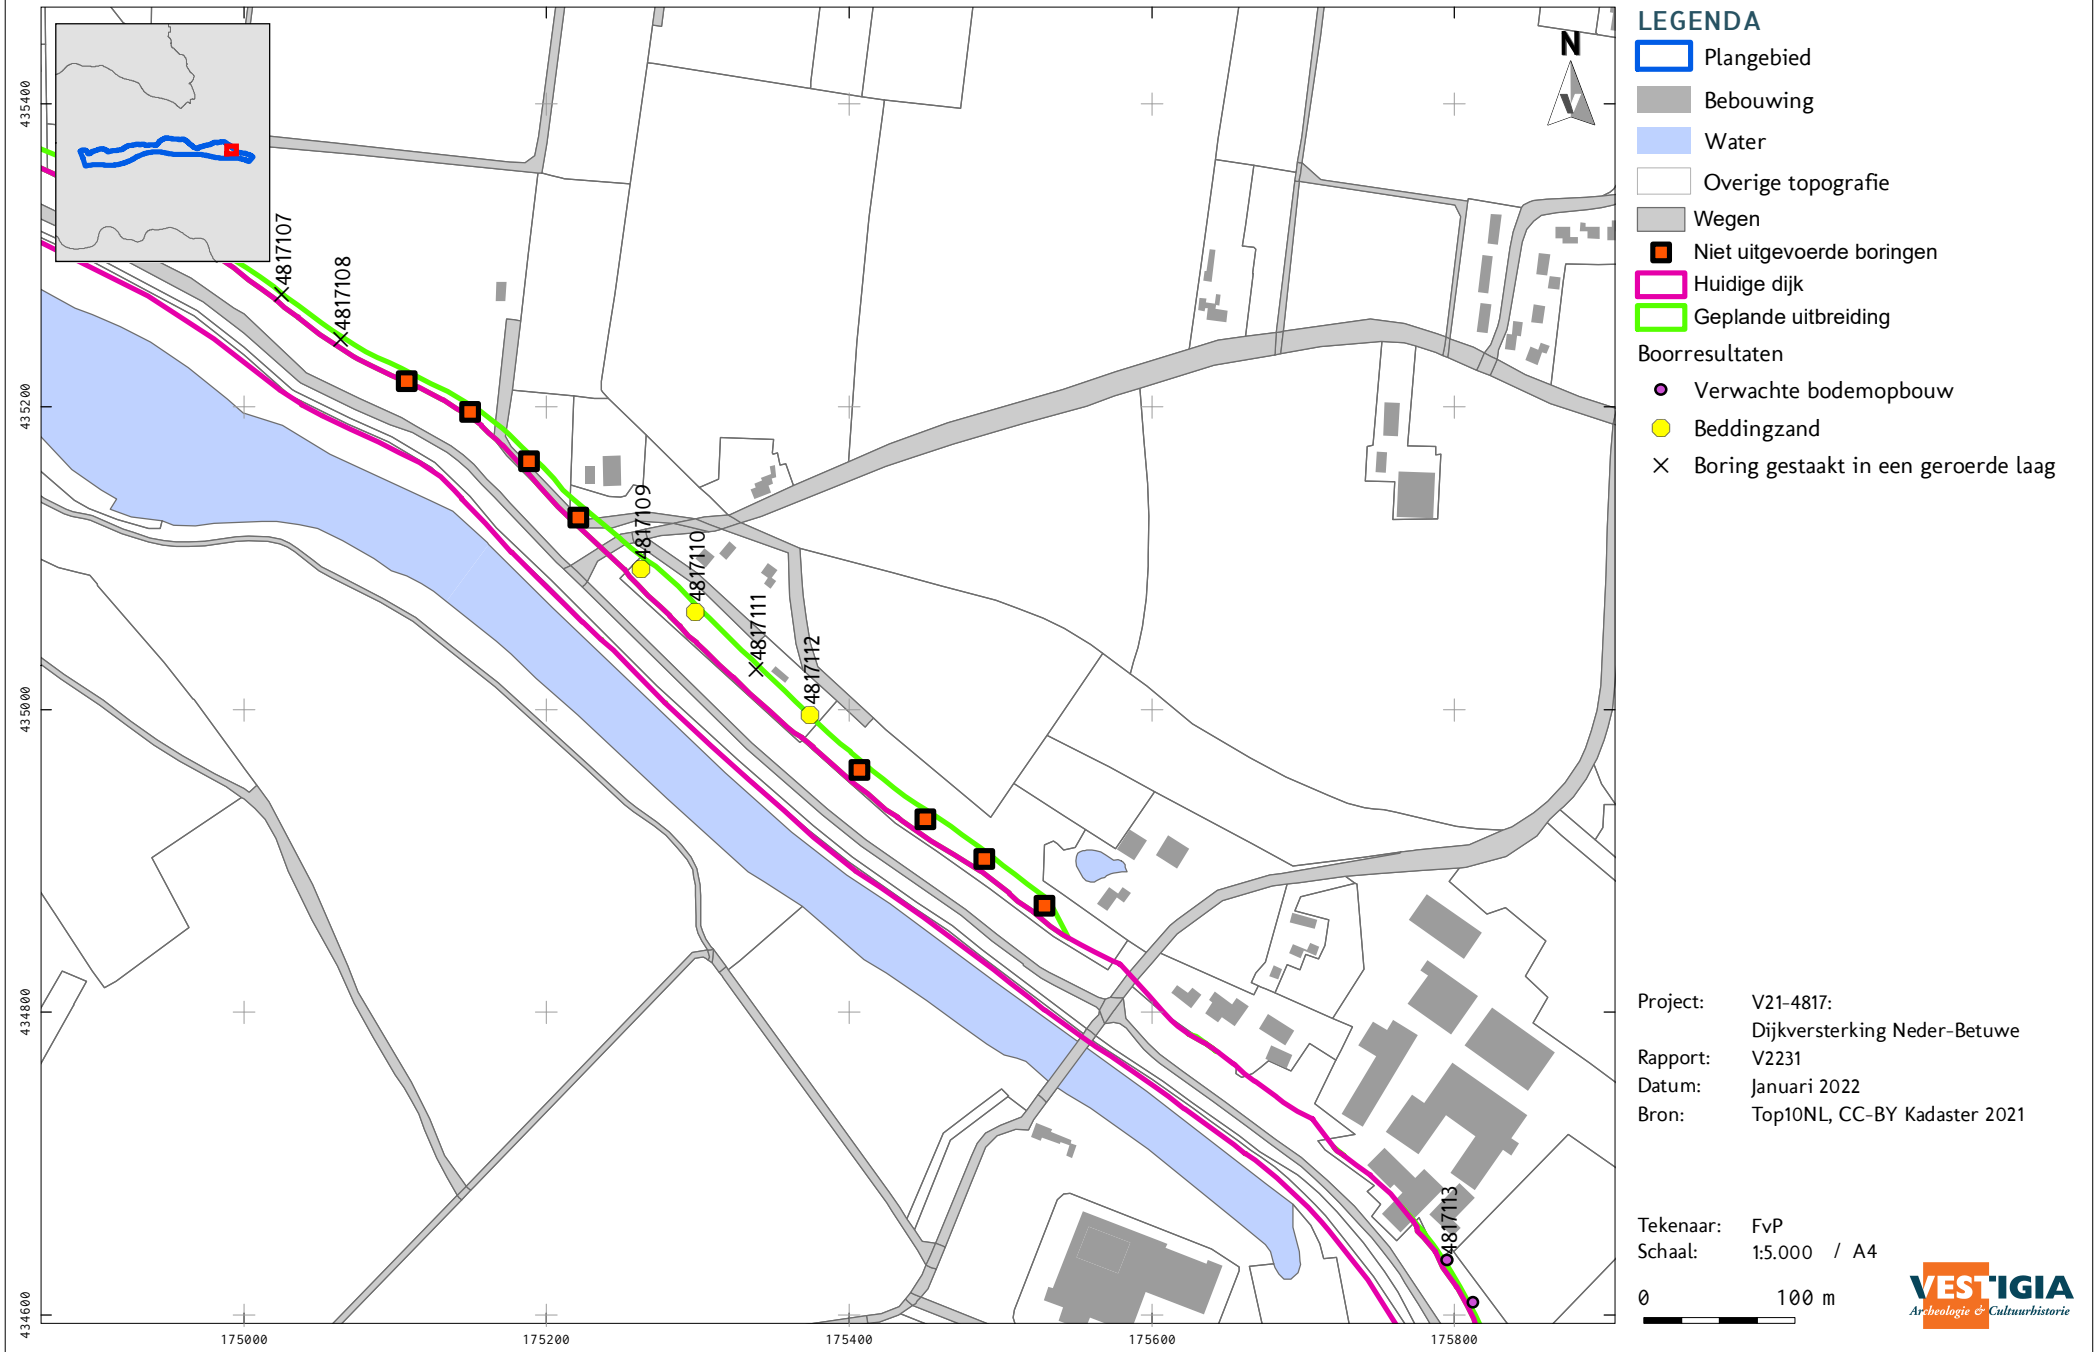 LEGENDA
Plangebied
Bebouwing
Water
Overige topografie
Wegen
Niet uitgevoerde boringen
Huidige dijk
Geplande uitbreiding
Boorresultaten
Verwachte bodemopbouw
Beddingzand
Boring gestaakt in een geroerde laag
N
435400
435200
435000
434800
434600
175000
175200
175400
175600
175800
4817107
4817108
4817109
4817110
4817111
4817112
4817113
Project: V21-4817:
Dijkversterking Neder-Betuwe
Rapport: V2231
Datum: Januari 2022
Bron: Top10NL, CC-BY Kadaster 2021
Tekenaar: FvP
Schaal: 1:5.000 / A4
0 100 m
VESTIGIA
Archeologie & Cultuurhistorie